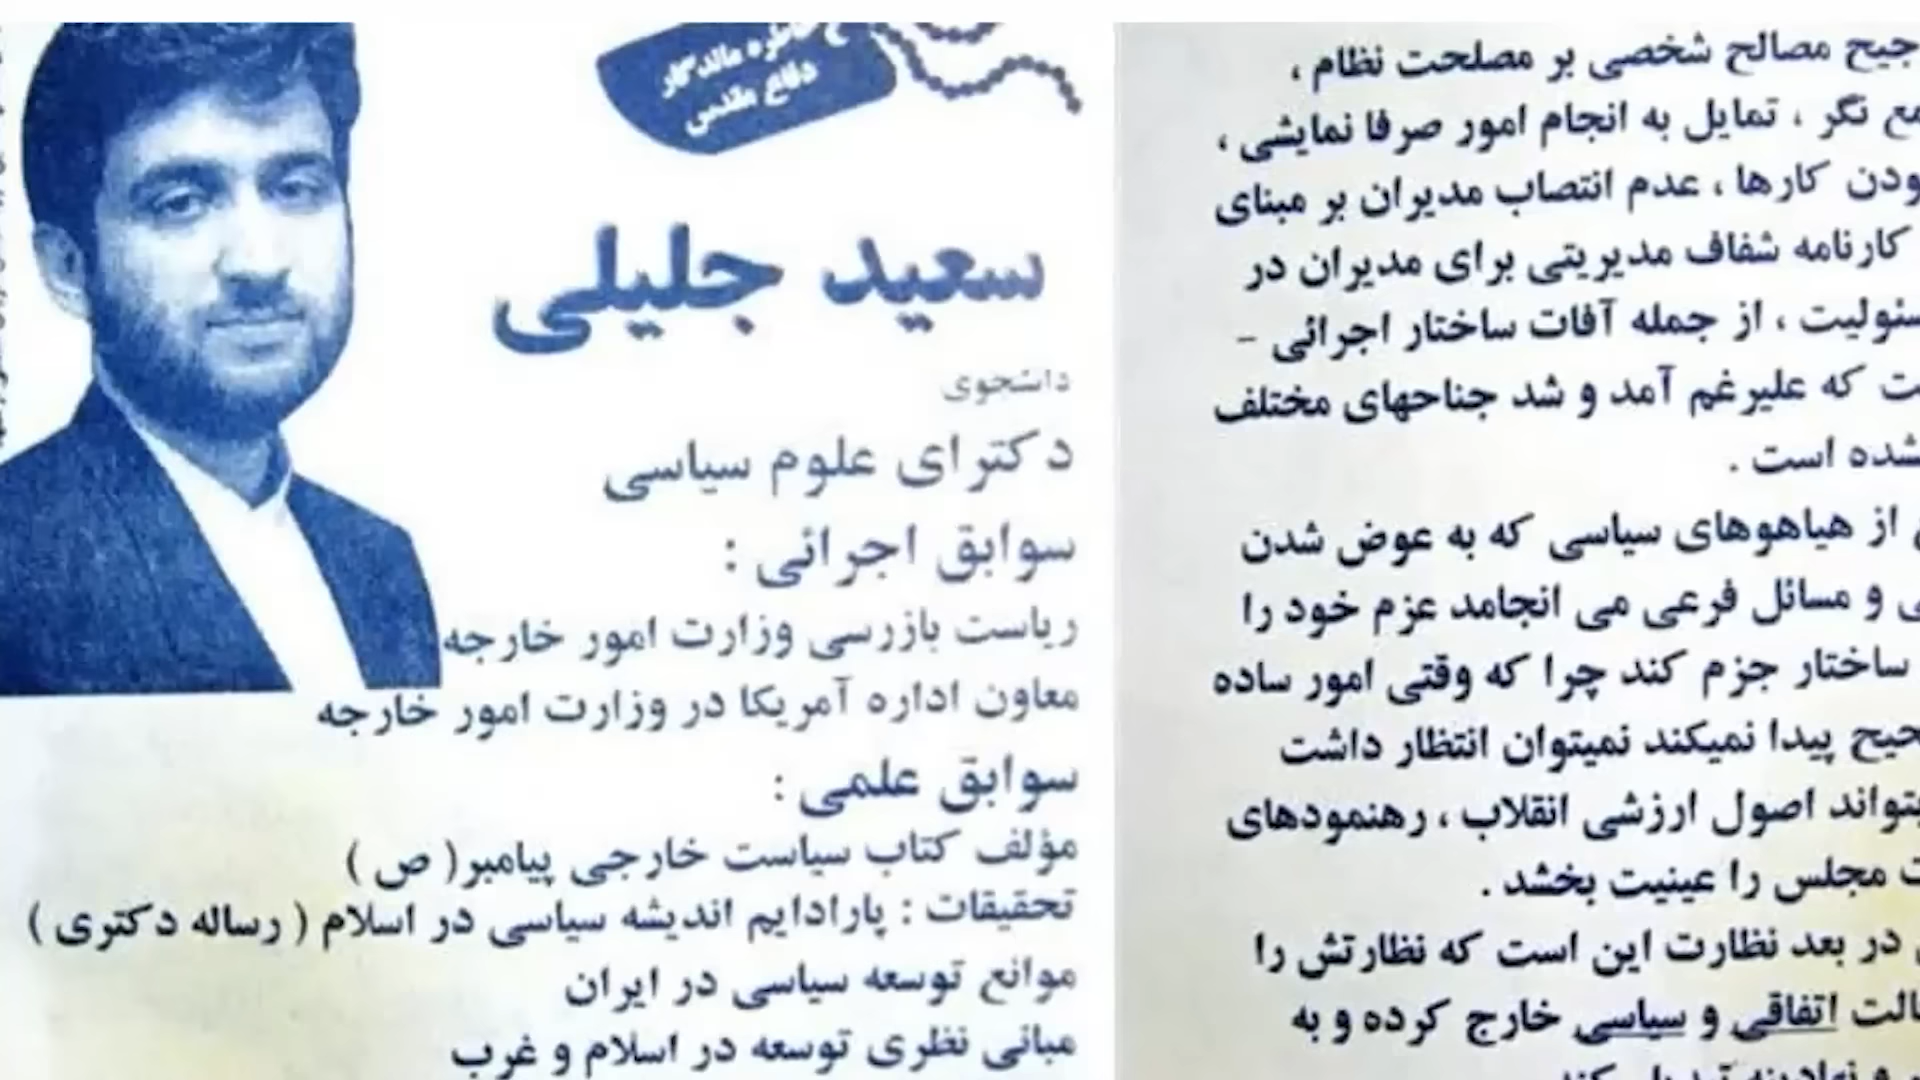 خاطره ماندگار
دفاع مقدس
سعید جلیلی
دانشجوی
دکترای علوم سیاسی
سوابق اجرائی :
ریاست بازرسی وزارت امور خارجه
معاون اداره آمریکا در وزارت امور خارجه
سوابق علمی :
مؤلف کتاب سیاست خارجی پیامبر( ص )
تحقیقات : پارادایم اندیشه سیاسی در اسلام ( رساله دکتری )
موانع توسعه سیاسی در ایران
مبانی نظری توسعه در اسلام و غرب
مصالح شخصی بر مصلحت نظام ،
نگر ، تمایل به انجام امور صرفا نمایشی ،
کارها ، عدم انتصاب مدیران بر مبنای
کارنامه شفاف مدیریتی برای مدیران در
، از جمله آفات ساختار اجرائی -
که علیرغم آمد و شد جناحهای مختلف
شده است .
از هیاهوهای سیاسی که به عوض شدن
و مسائل فرعی می انجامد عزم خود را
ساختار جزم کند چرا که وقتی امور ساده
پیدا نمیکند نمیتوان انتظار داشت
بتواند اصول ارزشی انقلاب ، رهنمودهای
مجلس را عینیت بخشد .
در بعد نظارت این است که نظارتش را
اتفاقی و سیاسی خارج کرده و به